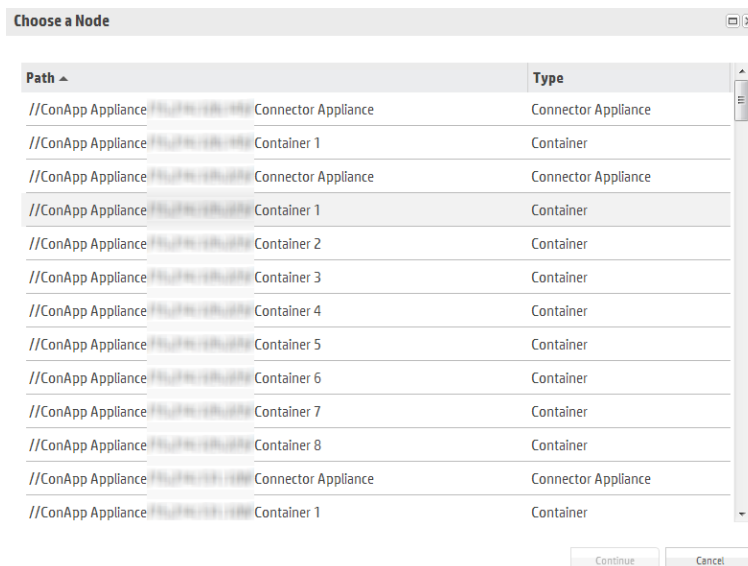 Choose a Node
Path Type
//ConApp Appliance Connector Appliance Connector Appliance
//ConApp Appliance Container 1 Container
//ConApp Appliance Connector Appliance Connector Appliance
//ConApp Appliance Container 1 Container
//ConApp Appliance Container 2 Container
//ConApp Appliance Container 3 Container
//ConApp Appliance Container 4 Container
//ConApp Appliance Container 5 Container
//ConApp Appliance Container 6 Container
//ConApp Appliance Container 7 Container
//ConApp Appliance Container 8 Container
//ConApp Appliance Connector Appliance Connector Appliance
//ConApp Appliance Container 1 Container
Continue Cancel